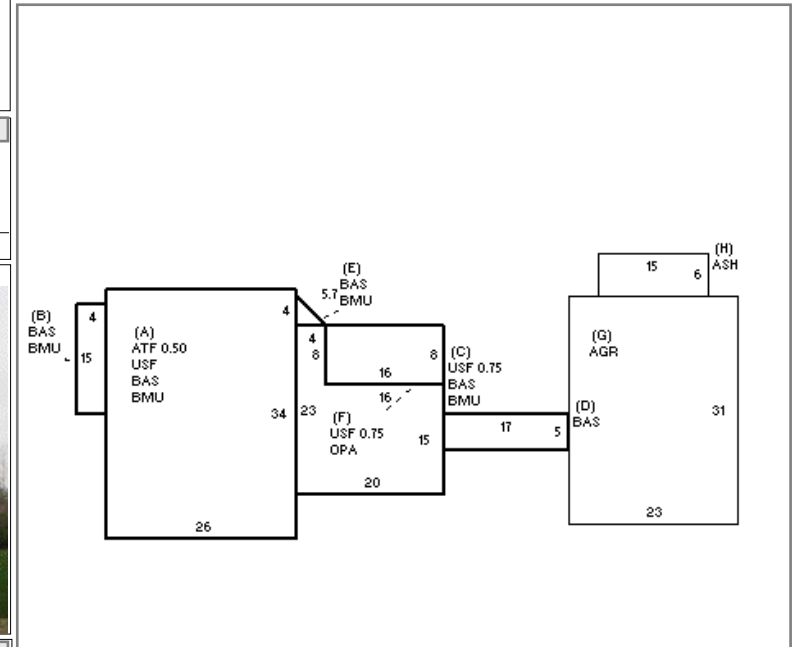 (B)
BAS
BMU
4
15
(A)
ATF 0.50
USF
BAS
BMU
34
26
4
5.7
(E)
BAS
BMU
4
8
8
16
(C)
USF 0.75
BAS
BMU
23
16
(F)
USF 0.75
OPA
15
20
17
5
(D)
BAS
15
6
(H)
ASH
(G)
AGR
31
23